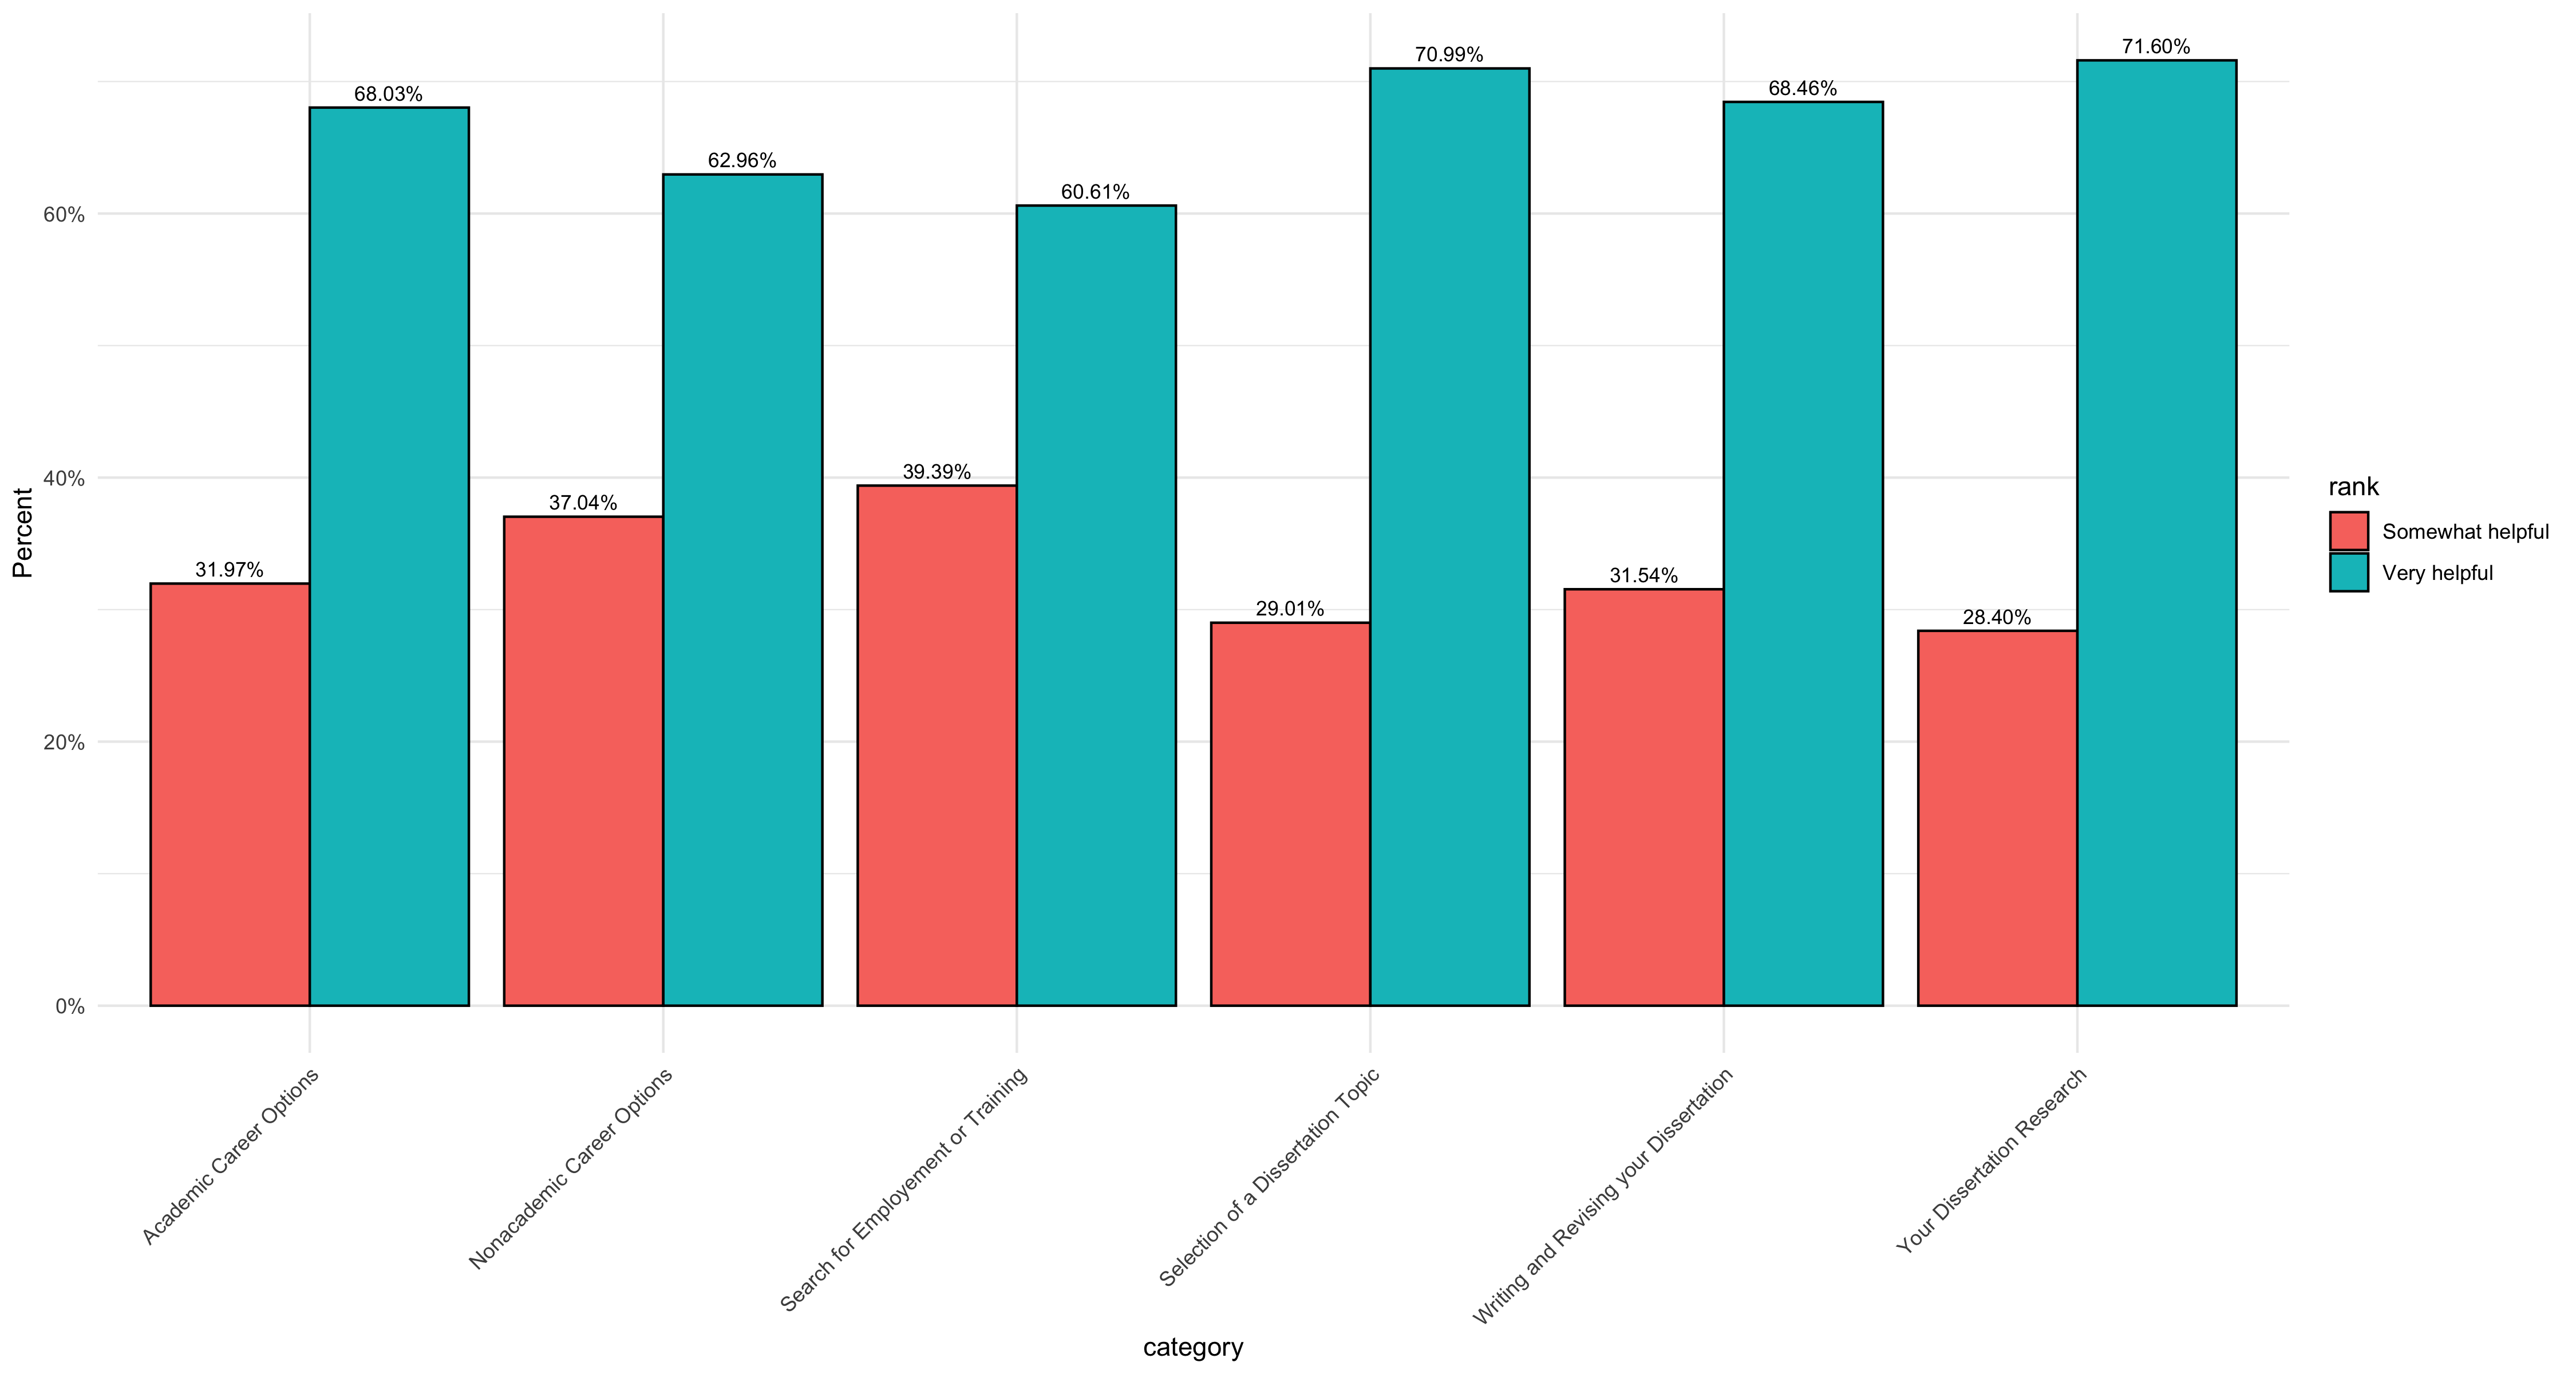 71.60%
70.99%
68.46%
68.03%
62.96%
60.61%
60%
39.39%
40%
37.04%
31.97%
31.54%
29.01%
28.40%
20%
0%
Percent
rank
Somewhat helpful
Very helpful
Academic Career Options
Nonacademic Career Options
Search for Employement or Training
Selection of a Dissertation Topic
Writing and Revising your Dissertation
Your Dissertation Research
category